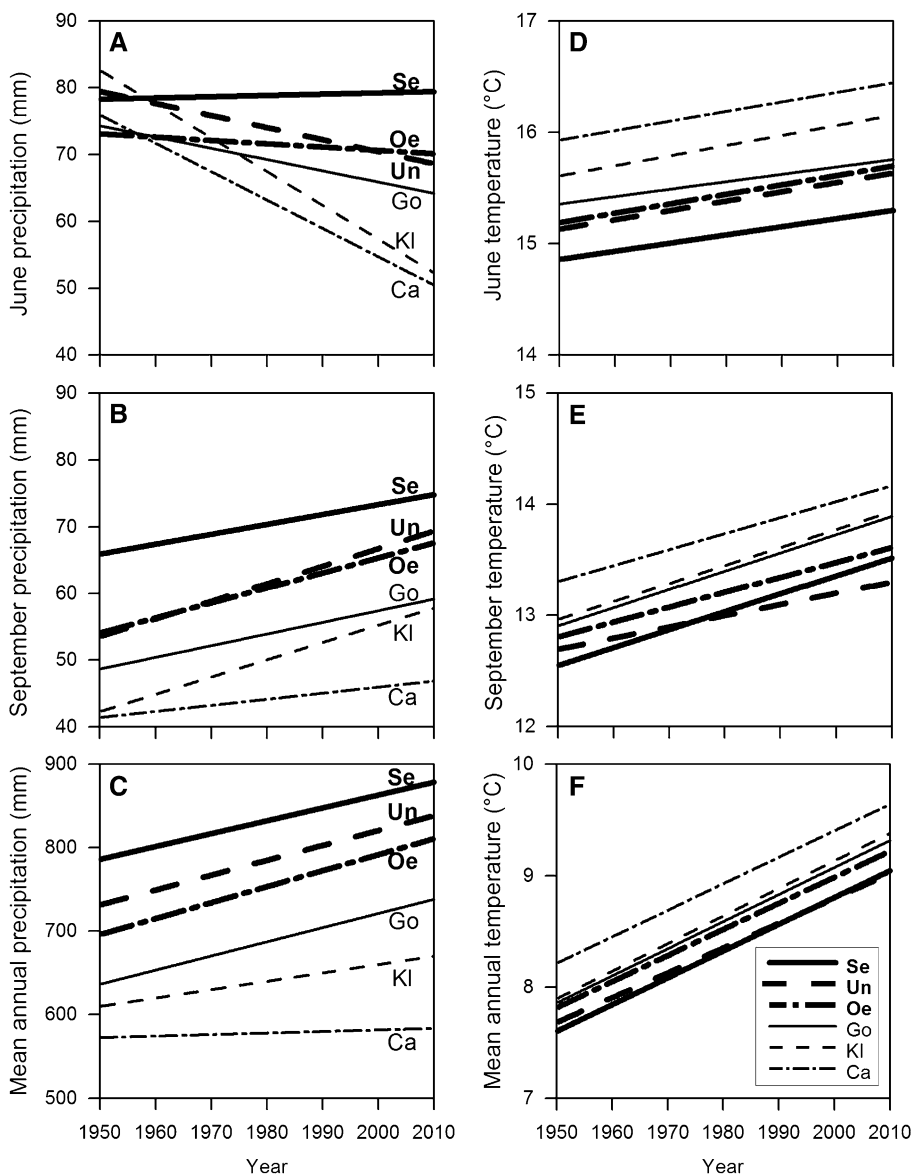 A
June precipitation (mm)
90
80
70
60
50
40
Se
Oe
Un
Go
Kl
Ca
D
June temperature (°C)
17
16
15
14
B
September precipitation (mm)
90
80
70
60
50
40
Se
Un
Oe
Go
Kl
Ca
E
September temperature (°C)
15
14
13
12
C
Mean annual precipitation (mm)
900
800
700
600
500
Se
Un
Oe
Go
Kl
Ca
1950 1960 1970 1980 1990 2000 2010
Year
F
Mean annual temperature (°C)
10
9
8
7
Se
Un
Oe
Go
Kl
Ca
1950 1960 1970 1980 1990 2000 2010
Year